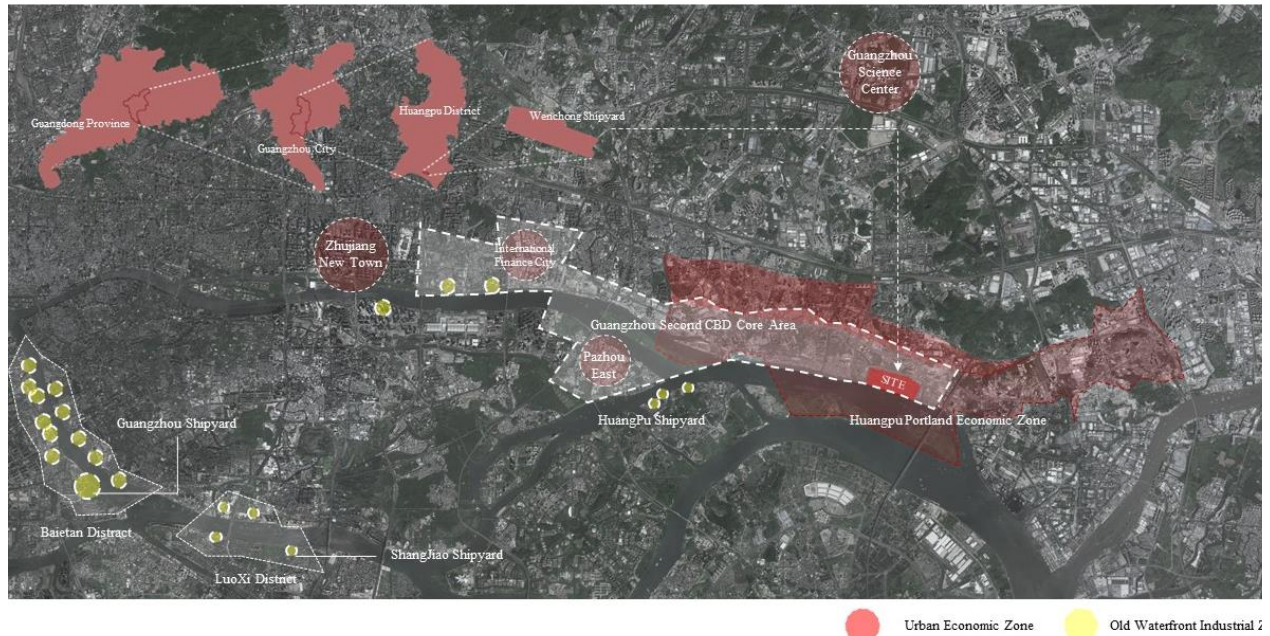 Guangzhou
Science
Center
Guangdong Province
Guangzhou City
Huangpu District
Wenchong Shipyard
Zhujiang
New Town
International
Finance City
Guangzhou Second CBD Core Area
Pazhou
East
SITE
HuangPu Shipyard
Huangpu Portland Economic Zone
Guangzhou Shipyard
Baietan Distract
ShangJiao Shipyard
LuoXi District
Urban Economic Zone
Old Waterfront Industrial Z